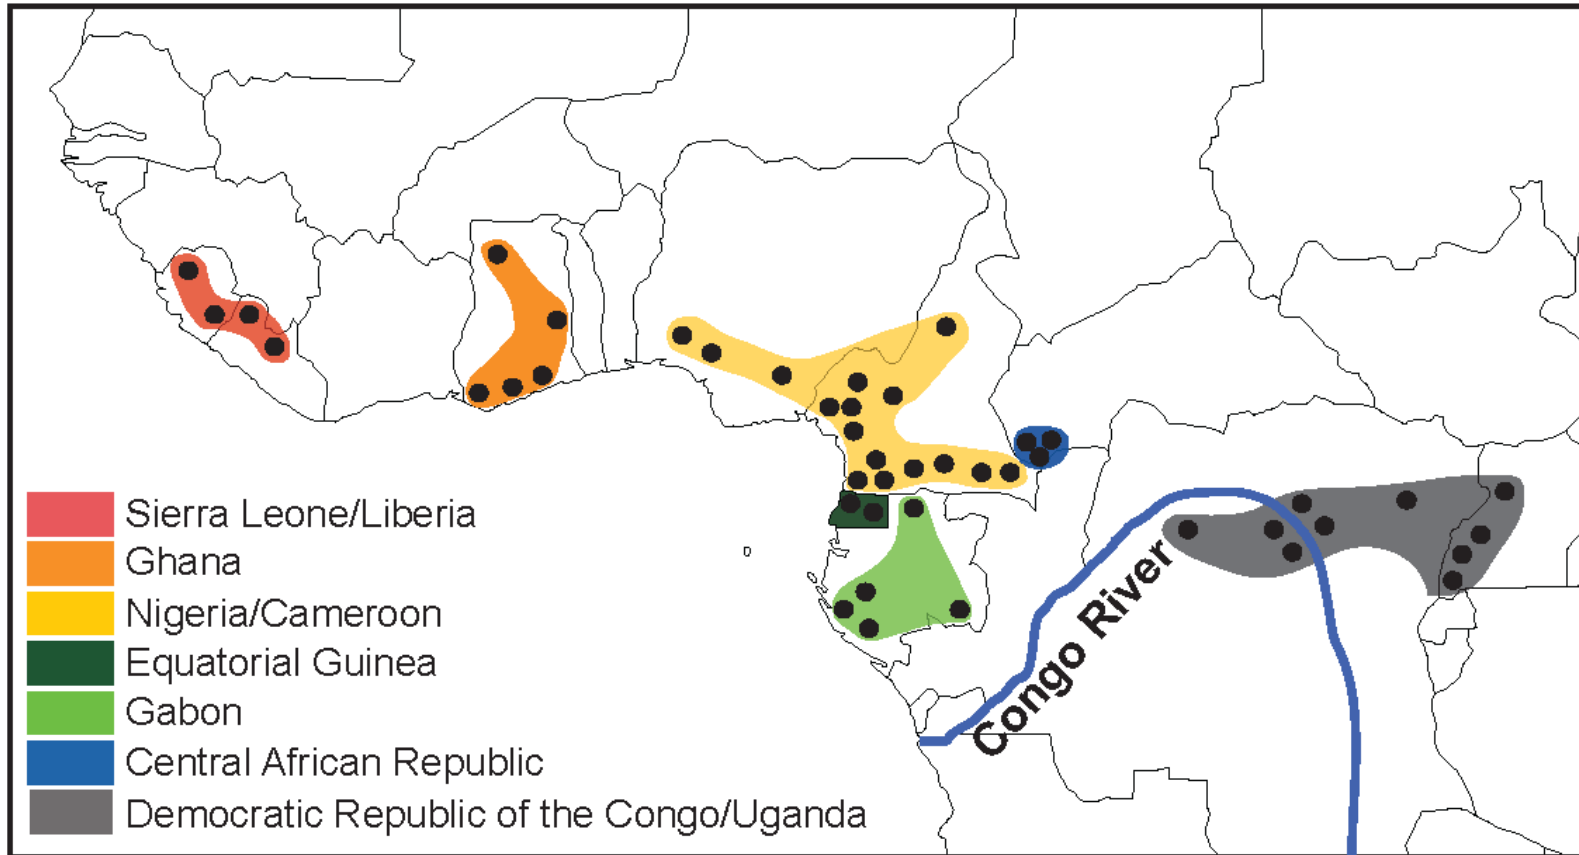 Sierra Leone/Liberia
Ghana
Nigeria/Cameroon
Equatorial Guinea
Gabon
Central African Republic
Democratic Republic of the Congo/Uganda
Congo River